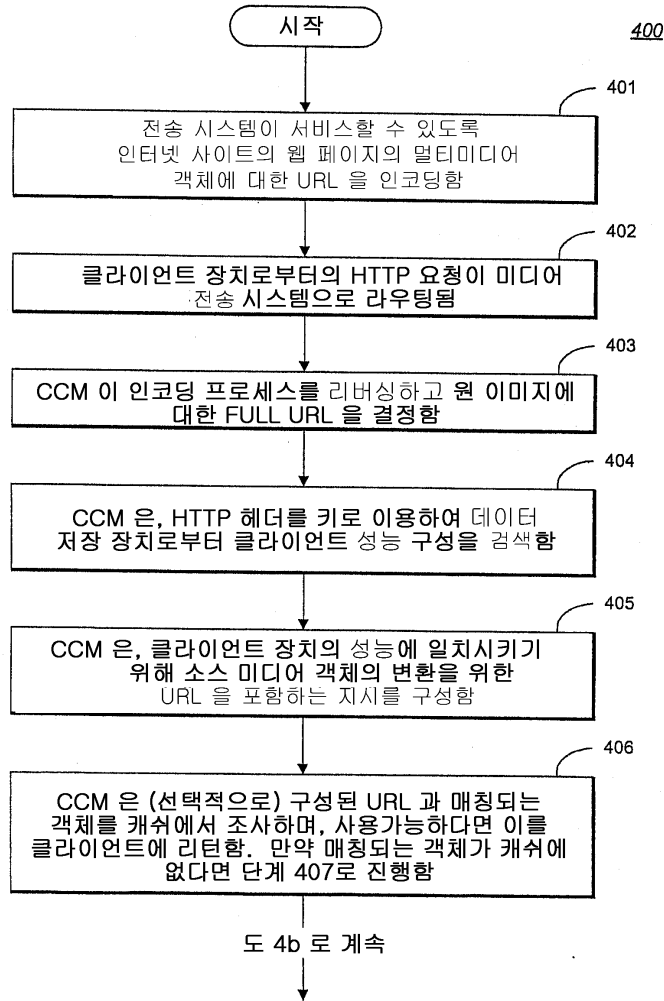 시작
400
401
전송 시스템이 서비스할 수 있도록
인터넷 사이트의 웹 페이지의 멀티미디어
객체에 대한 URL 을 인코딩함
402
클라이언트 장치로부터의 HTTP 요청이 미디어
전송 시스템으로 라우팅됨
403
CCM 이 인코딩 프로세스를 리버싱하고 원 이미지에
대한 FULL URL 을 결정함
404
CCM 은, HTTP 헤더를 키로 이용하여 데이터
저장 장치로부터 클라이언트 성능 구성을 검색함
405
CCM 은, 클라이언트 장치의 성능에 일치시키기
위해 소스 미디어 객체의 변환을 위한
URL 을 포함하는 지시를 구성함
406
CCM 은 (선택적으로) 구성된 URL 과 매칭되는
객체를 캐쉬에서 조사하며, 사용가능하다면 이를
클라이언트에 리턴함. 만약 매칭되는 객체가 캐쉬에
없다면 단계 407로 진행함
도 4b 로 계속